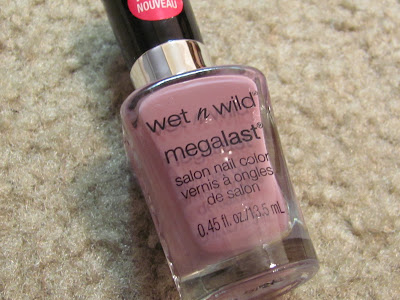 NOUVEAU
wet n wild®
megalast®
salon nail color
vernis à ongles
de salon
0.45 fl. oz./13.5 mL